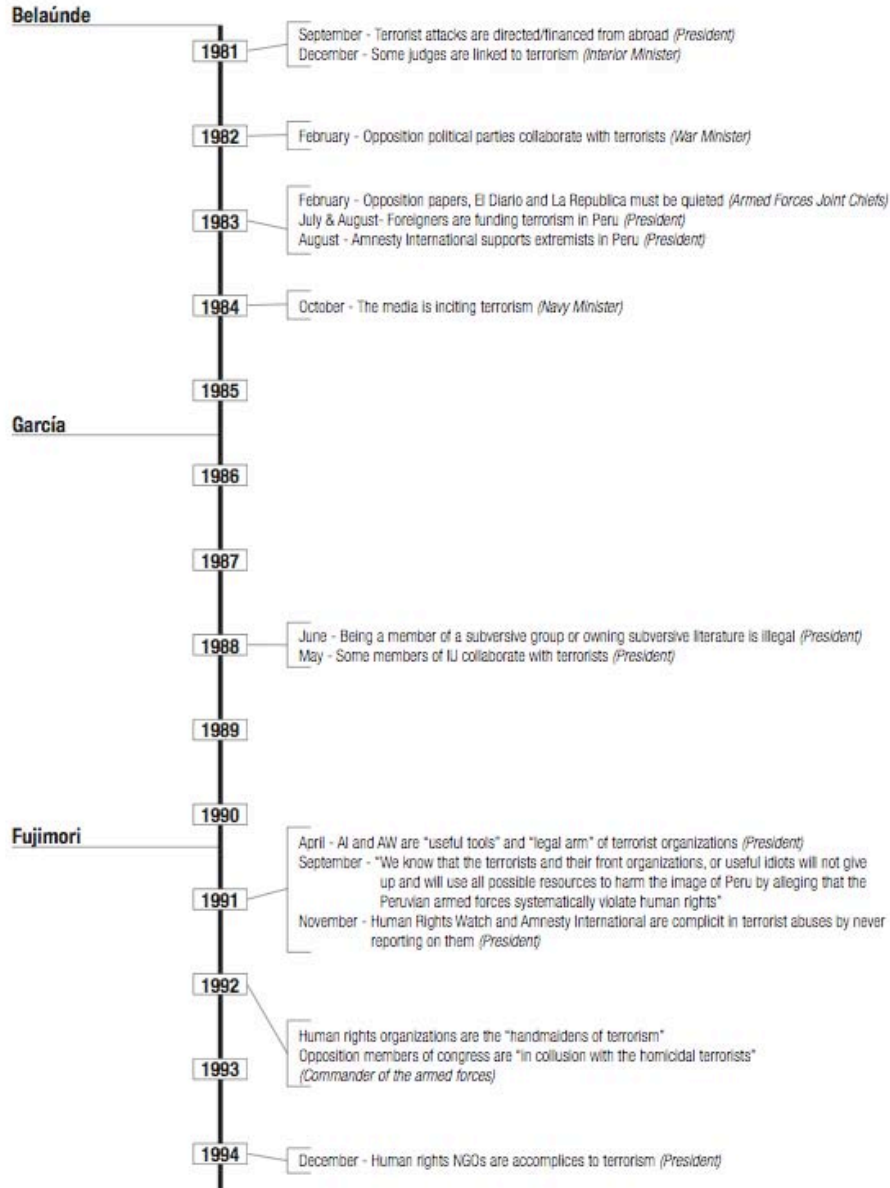 Belaúnde
1981
September - Terrorist attacks are directed/financed from abroad (President)
December - Some judges are linked to terrorism (Interior Minister)
1982
February - Opposition political parties collaborate with terrorists (War Minister)
1983
February - Opposition papers, El Diario and La Republica must be quieted (Armed Forces Joint Chiefs)
July & August- Foreigners are funding terrorism in Peru (President)
August - Amnesty International supports extremists in Peru (President)
1984
October - The media is inciting terrorism (Navy Minister)
1985
García
1986
1987
1988
June - Being a member of a subversive group or owning subversive literature is illegal (President)
May - Some members of IU collaborate with terrorists (President)
1989
1990
Fujimori
1991
April - AI and AW are “useful tools” and “legal arm” of terrorist organizations (President)
September - “We know that the terrorists and their front organizations, or useful idiots will not give
up and will use all possible resources to harm the image of Peru by alleging that the
Peruvian armed forces systematically violate human rights”
November - Human Rights Watch and Amnesty International are complicit in terrorist abuses by never
reporting on them (President)
1992
Human rights organizations are the “handmaidens of terrorism”
Opposition members of congress are “in collusion with the homicidal terrorists”
(Commander of the armed forces)
1993
1994
December - Human rights NGOs are accomplices to terrorism (President)